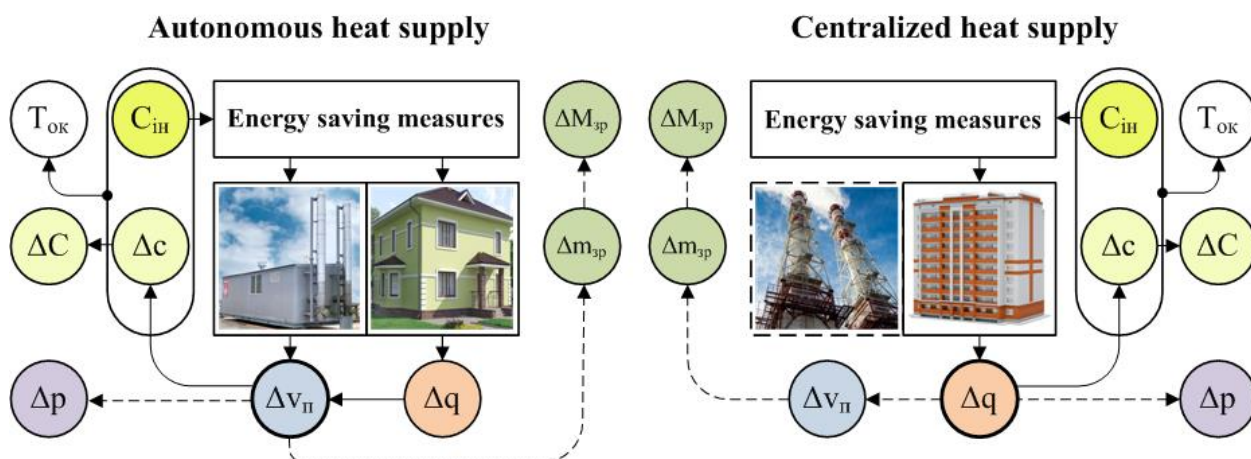 Autonomous heat supply
Centralized heat supply
Tок
Cін
Energy saving measures
ΔMзр
ΔMзр
Energy saving measures
Cін
Tок
ΔC
Δc
Δmзр
Δmзр
Δc
ΔC
Δp
Δvп
Δq
Δvп
Δq
Δp